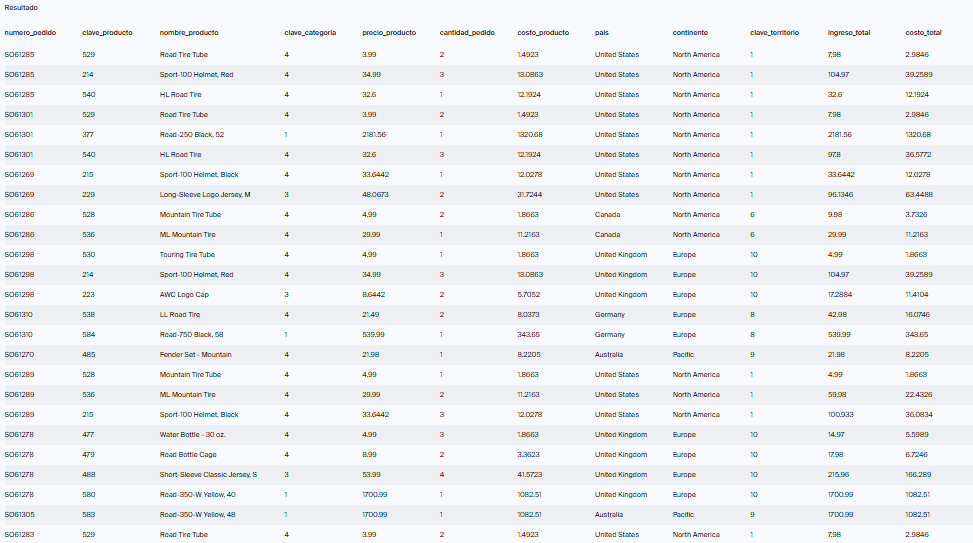 Resultado
numero_pedido clave_producto nombre_producto clave_categoria precio_producto cantidad_pedido costo_producto pais continente clave_territorio ingreso_total costo_total
SO61285 529 Road Tire Tube 4 3.99 2 1.4923 United States North America 1 7.98 2.9846
SO61285 214 Sport-100 Helmet, Red 4 34.99 3 13.0863 United States North America 1 104.97 39.2589
SO61285 540 HL Road Tire 4 32.6 1 12.1924 United States North America 1 32.6 12.1924
SO61301 529 Road Tire Tube 4 3.99 2 1.4923 United States North America 1 7.98 2.9846
SO61301 377 Road-250 Black, 52 1 2181.56 1 1320.68 United States North America 1 2181.56 1320.68
SO61301 540 HL Road Tire 4 32.6 3 12.1924 United States North America 1 97.8 36.5772
SO61269 215 Sport-100 Helmet, Black 4 33.6442 1 12.0278 United States North America 1 33.6442 12.0278
SO61269 229 Long-Sleeve Logo Jersey, M 3 48.0673 2 31.7244 United States North America 1 96.1346 63.4488
SO61286 528 Mountain Tire Tube 4 4.99 2 1.8663 Canada North America 6 9.98 3.7326
SO61286 536 ML Mountain Tire 4 29.99 1 11.2163 Canada North America 6 29.99 11.2163
SO61298 530 Touring Tire Tube 4 4.99 1 1.8663 United Kingdom Europe 10 4.99 1.8663
SO61298 214 Sport-100 Helmet, Red 4 34.99 3 13.0863 United Kingdom Europe 10 104.97 39.2589
SO61298 223 AWC Logo Cap 3 8.6442 2 5.7052 United Kingdom Europe 10 17.2884 11.4104
SO61310 538 LL Road Tire 4 21.49 2 8.0373 Germany Europe 8 42.98 16.0746
SO61310 584 Road-750 Black, 58 1 539.99 1 343.65 Germany Europe 8 539.99 343.65
SO61270 485 Fender Set - Mountain 4 21.98 1 8.2205 Australia Pacific 9 21.98 8.2205
SO61289 528 Mountain Tire Tube 4 4.99 1 1.8663 United States North America 1 4.99 1.8663
SO61289 536 ML Mountain Tire 4 29.99 2 11.2163 United States North America 1 59.98 22.4326
SO61289 215 Sport-100 Helmet, Black 4 33.6442 3 12.0278 United States North America 1 100.933 36.0834
SO61278 477 Water Bottle - 30 oz. 4 4.99 3 1.8663 United Kingdom Europe 10 14.97 5.5989
SO61278 479 Road Bottle Cage 4 8.99 2 3.3623 United Kingdom Europe 10 17.98 6.7246
SO61278 488 Short-Sleeve Classic Jersey, S 3 53.99 4 41.5723 United Kingdom Europe 10 215.96 166.289
SO61278 580 Road-350-W Yellow, 40 1 1700.99 1 1082.51 United Kingdom Europe 10 1700.99 1082.51
SO61305 583 Road-350-W Yellow, 48 1 1700.99 1 1082.51 Australia Pacific 9 1700.99 1082.51
SO61283 529 Road Tire Tube 4 3.99 2 1.4923 United States North America 1 7.98 2.9846